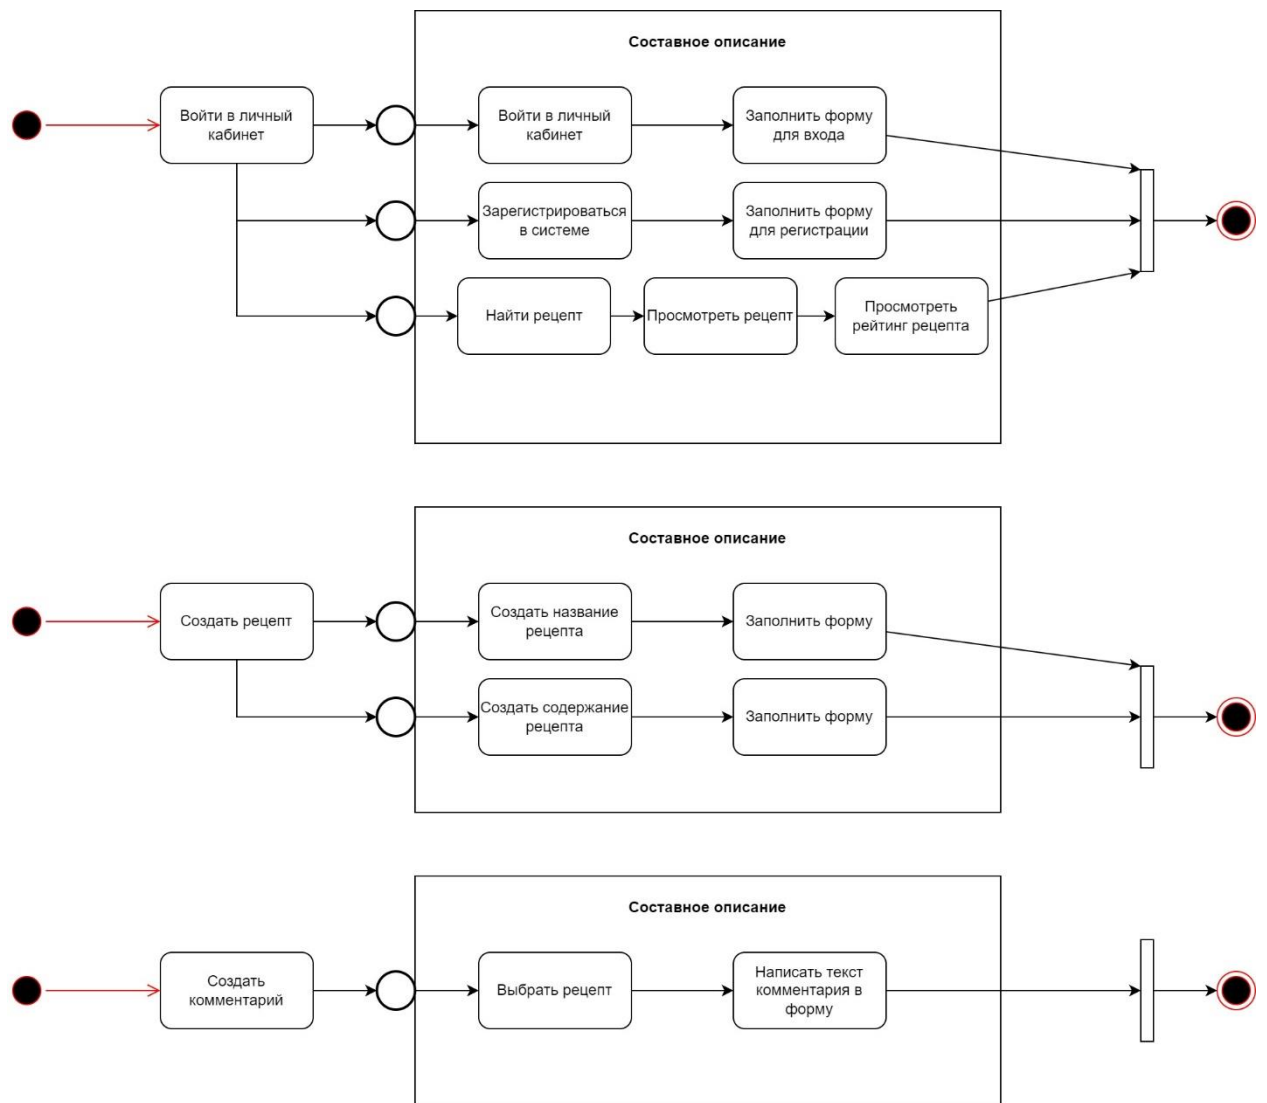 Составное описание
Войти в личный
кабинет
Войти в личный
кабинет
Заполнить форму
для входа
Зарегистрироваться
в системе
Заполнить форму
для регистрации
Найти рецепт
Просмотреть рецепт
Просмотреть
рейтинг рецепта
Составное описание
Создать рецепт
Создать название
рецепта
Заполнить форму
Создать содержание
рецепта
Заполнить форму
Составное описание
Создать
комментарий
Выбрать рецепт
Написать текст
комментария в
форму